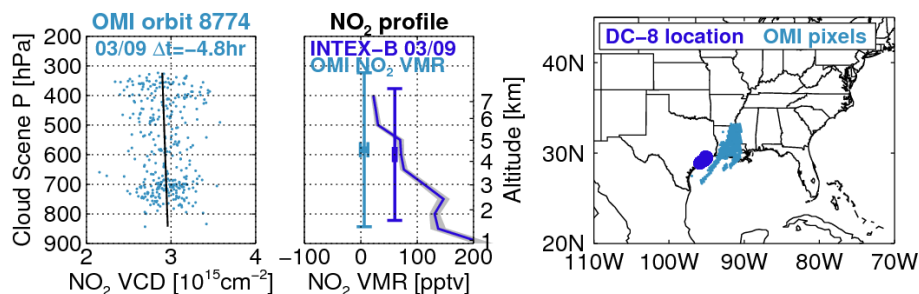 OMI orbit 8774
03/09 Δt=−4.8hr
200
300
400
500
600
700
800
900
Cloud Scene P [hPa]
2
3
4
NO₂ VCD [10¹⁵cm⁻²]
NO₂ profile
INTEX−B 03/09
OMI NO₂ VMR
7
6
5
4
3
2
1
Altitude [km]
−100
0
100
200
NO₂ VMR [pptv]
DC−8 location OMI pixels
40N
30N
20N
110W 100W 90W 80W 70W